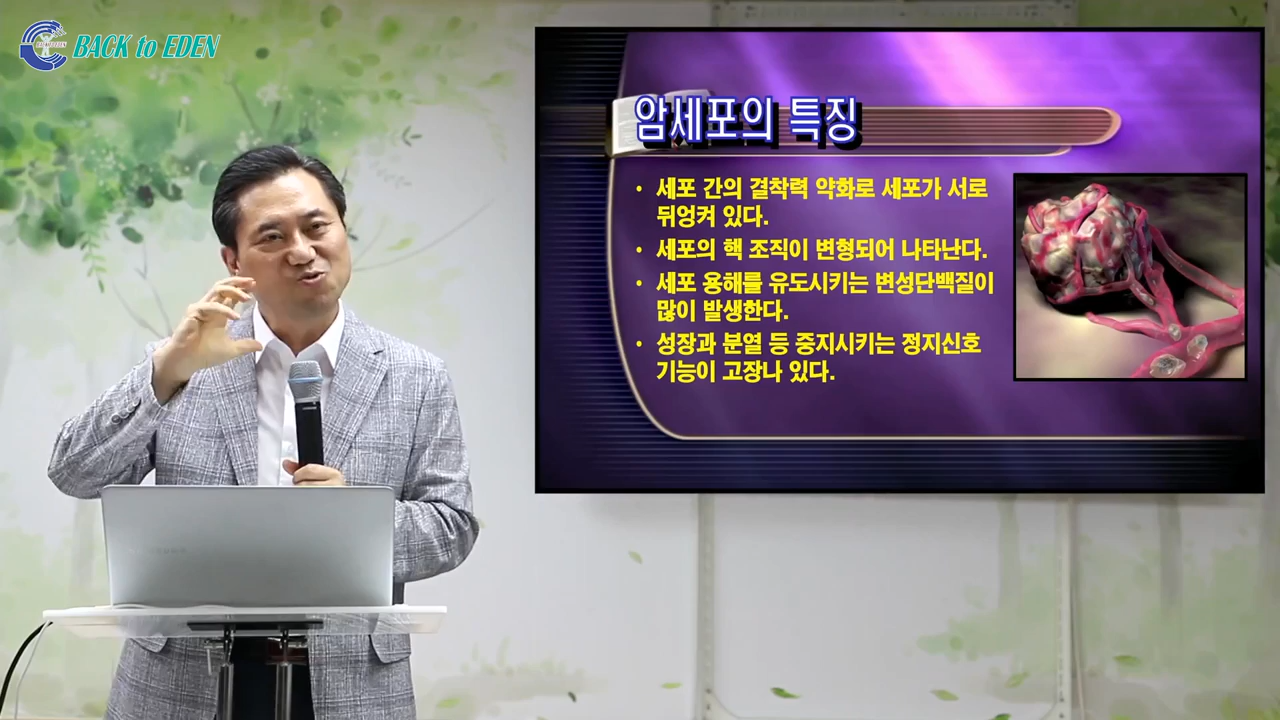 BACK to EDEN
암세포의 특징
• 세포 간의 결착력 약화로 세포가 서로
뒤엉켜 있다.
• 세포의 핵 조직이 변형되어 나타난다.
• 세포 용해를 유도시키는 변성단백질이
많이 발생한다.
• 성장과 분열 등 중지시키는 정지신호
기능이 고장나 있다.